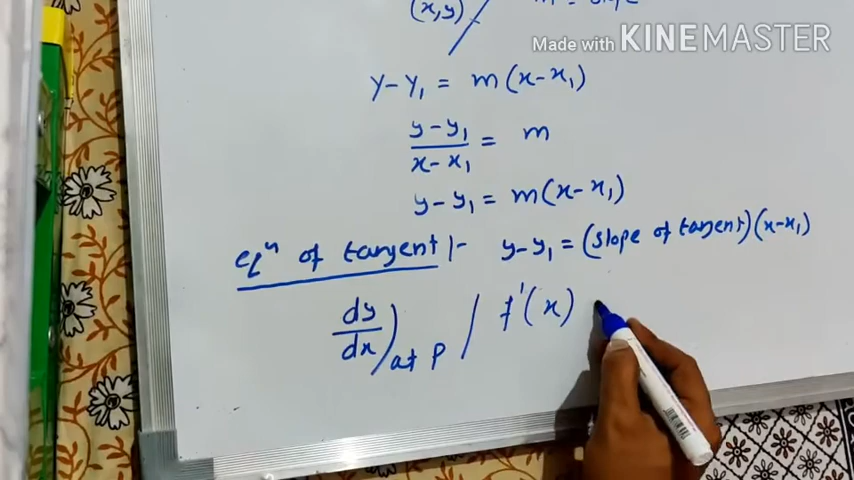 (x,y)
Made with KINEMASTER
y-y₁ = m(x-x₁)
y-y₁/x-x₁ = m
y-y₁ = m(x-x₁)
eqⁿ of tangent :- y-y₁ = (slope of tangent)(x-x₁)
dy/dx)at P / f'(x)